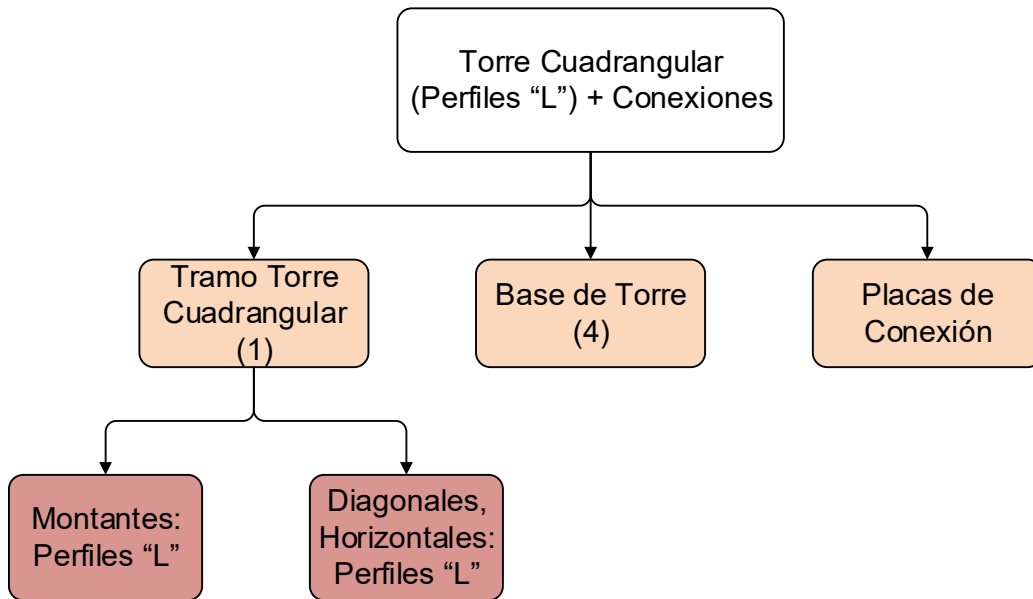 Torre Cuadrangular
(Perfiles “L”) + Conexiones
Tramo Torre
Cuadrangular
(1)
Base de Torre
(4)
Placas de
Conexión
Montantes:
Perfiles “L”
Diagonales,
Horizontales:
Perfiles “L”